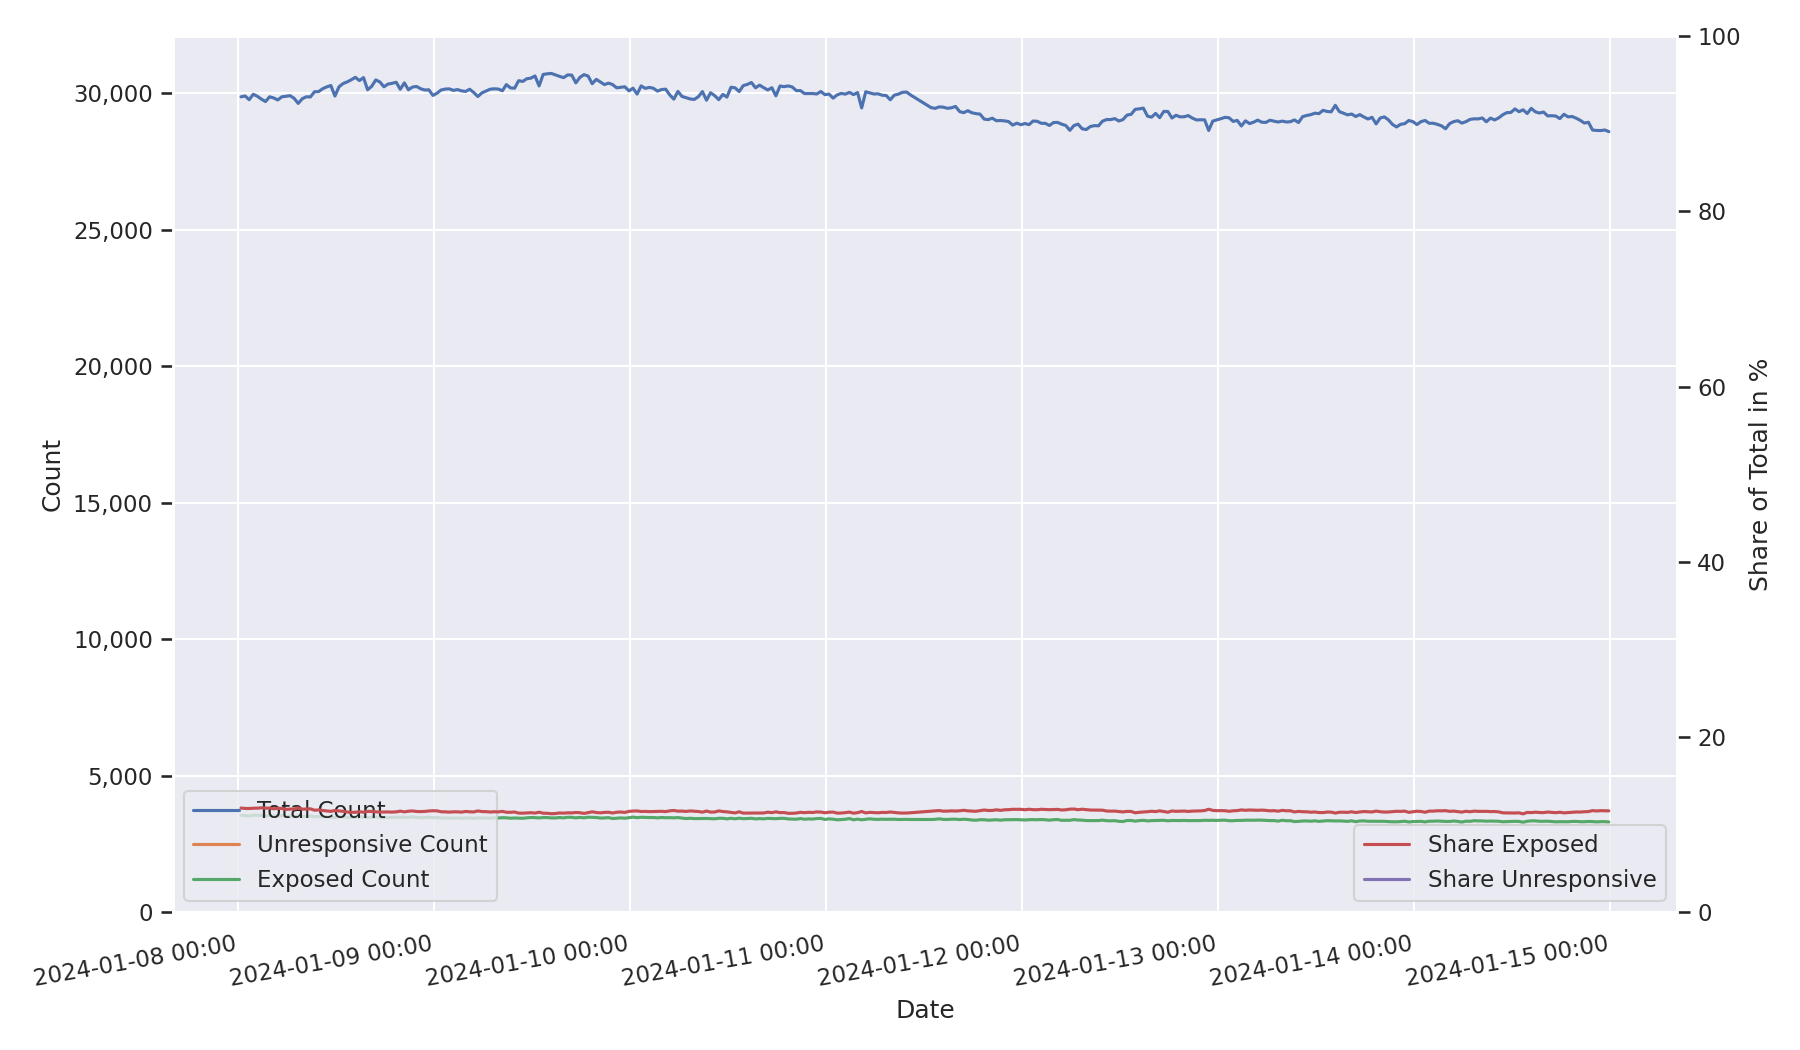 30,000
25,000
20,000
15,000
10,000
5,000
0
Count
100
80
60
40
20
0
Share of Total in %
Total Count
Unresponsive Count
Exposed Count
Share Exposed
Share Unresponsive
2024-01-08 00:00
2024-01-09 00:00
2024-01-10 00:00
2024-01-11 00:00
2024-01-12 00:00
2024-01-13 00:00
2024-01-14 00:00
2024-01-15 00:00
Date